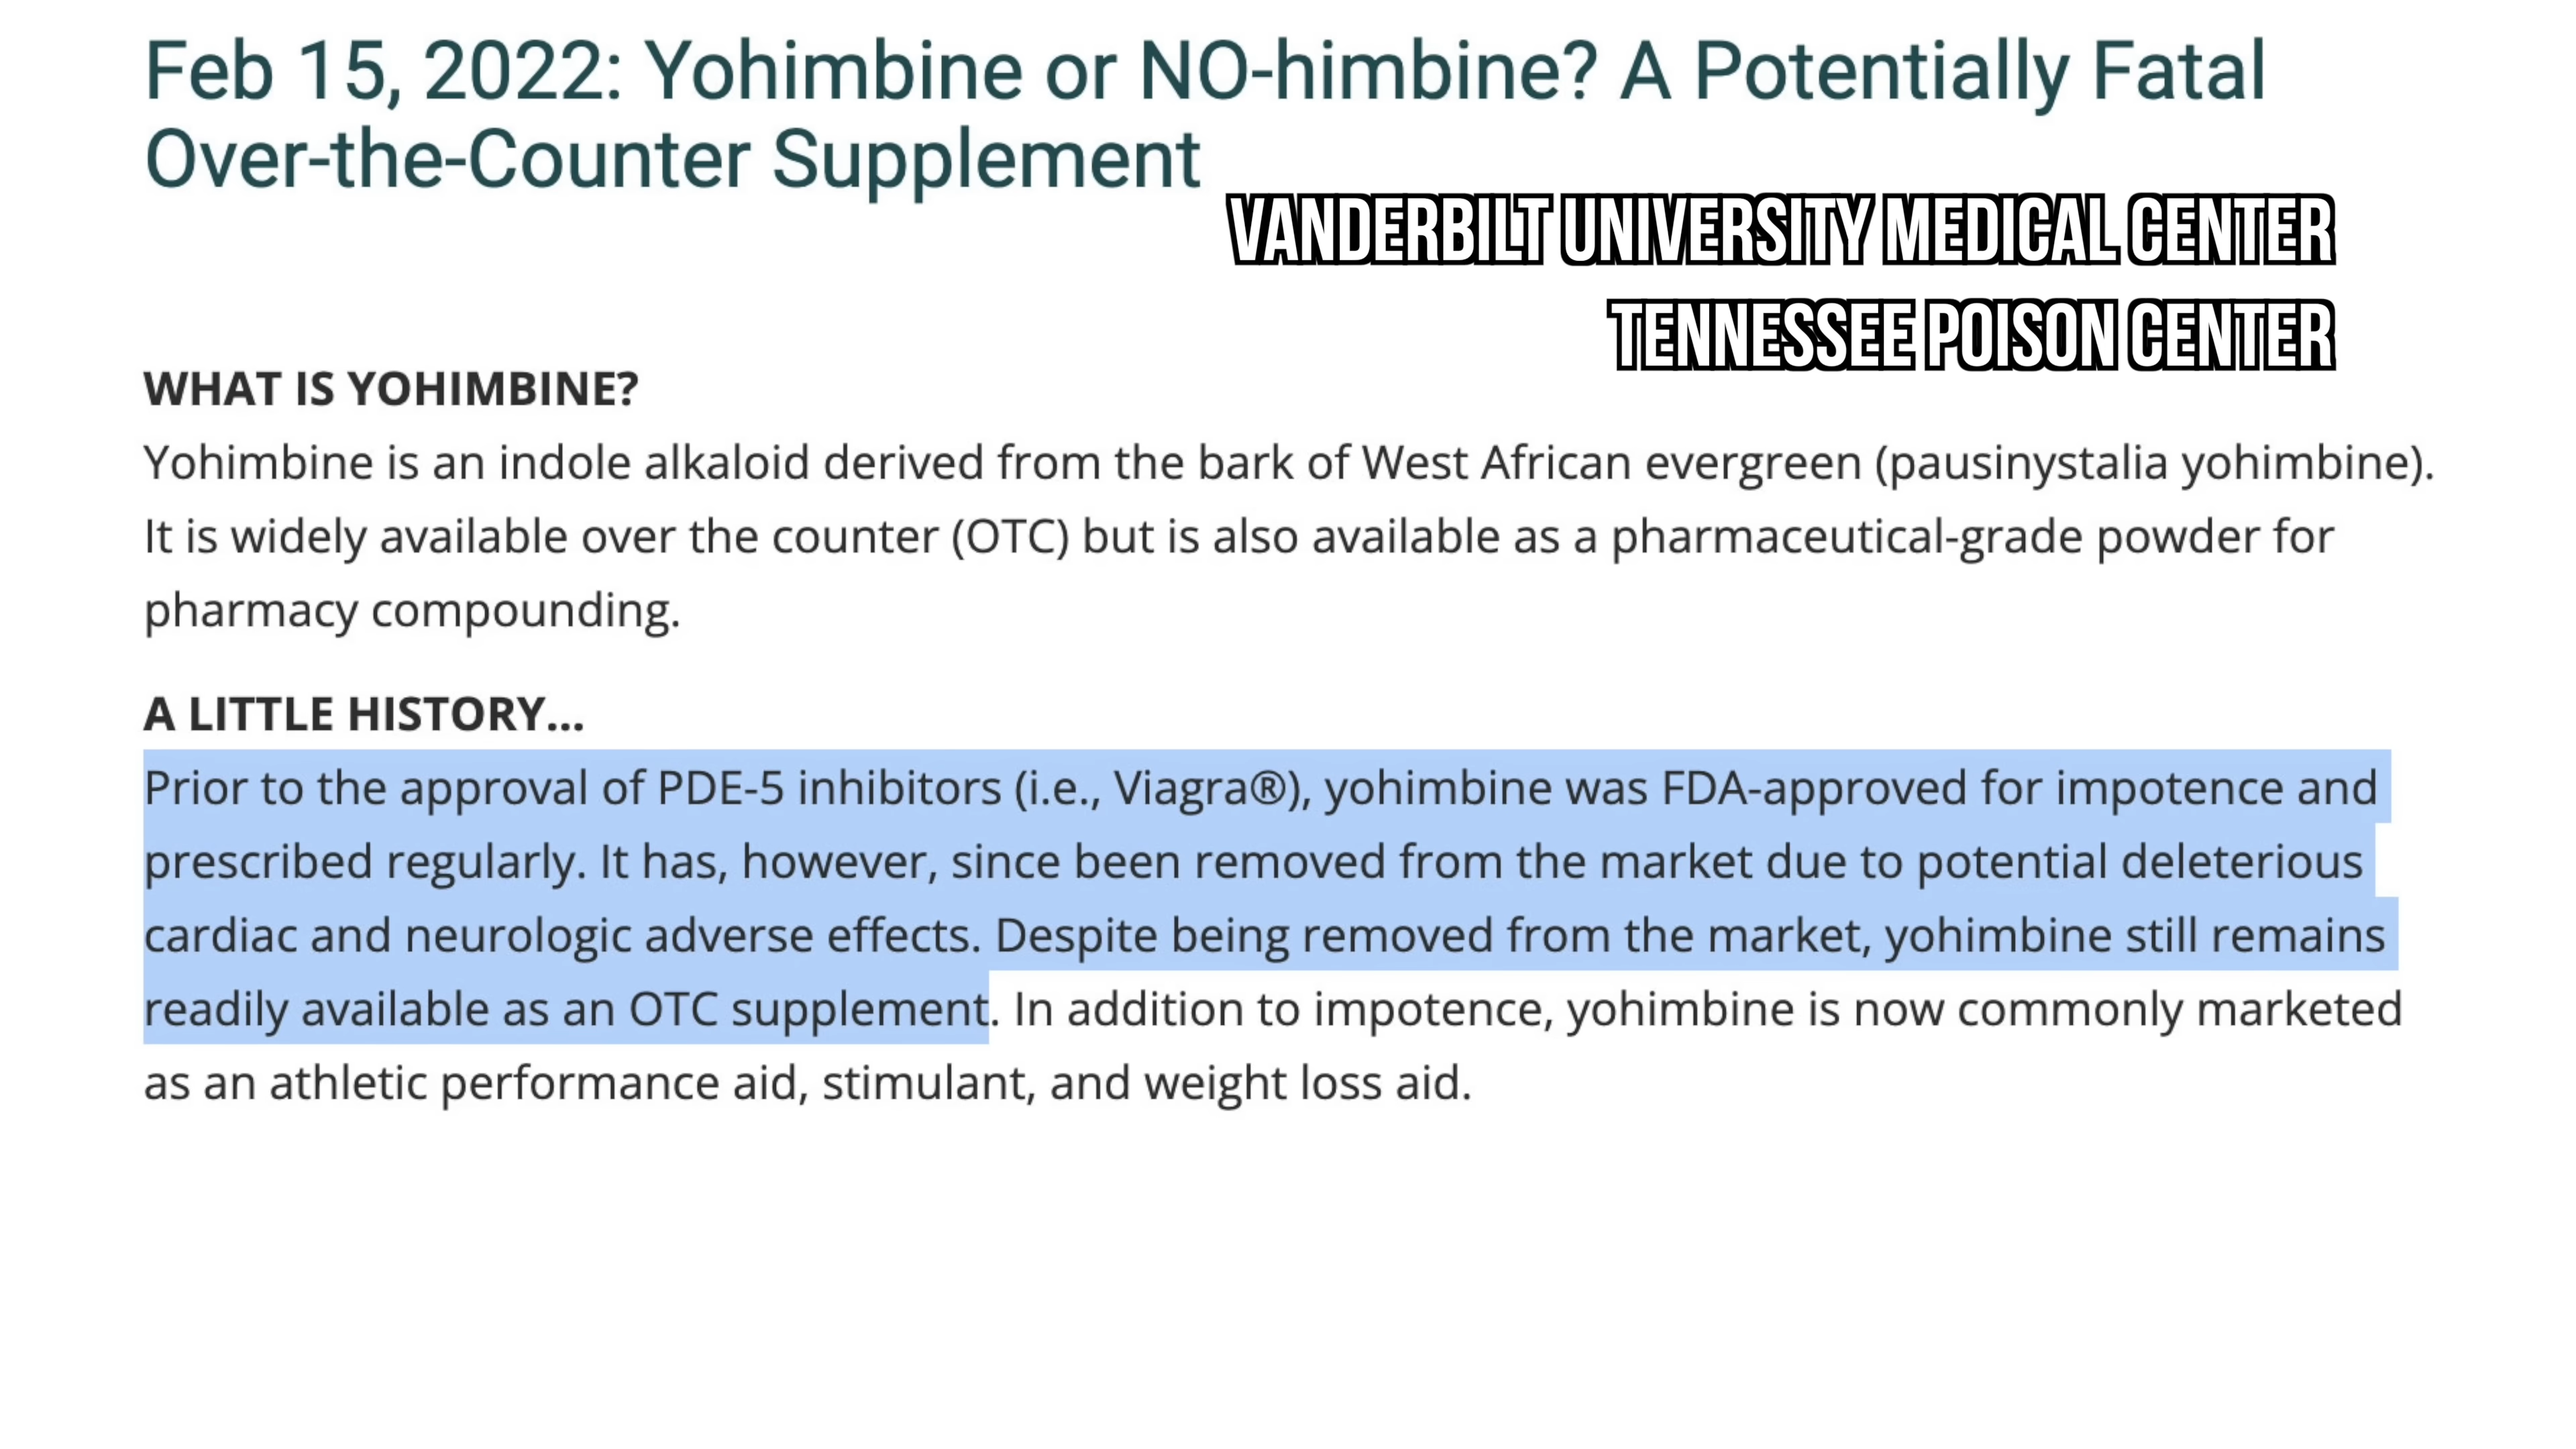 Feb 15, 2022: Yohimbine or NO-himbine? A Potentially Fatal
Over-the-Counter Supplement
VANDERBILT UNIVERSITY MEDICAL CENTER
TENNESSEE POISON CENTER
WHAT IS YOHIMBINE?
Yohimbine is an indole alkaloid derived from the bark of West African evergreen (pausinystalia yohimbine).
It is widely available over the counter (OTC) but is also available as a pharmaceutical-grade powder for
pharmacy compounding.
A LITTLE HISTORY...
Prior to the approval of PDE-5 inhibitors (i.e., Viagra®), yohimbine was FDA-approved for impotence and
prescribed regularly. It has, however, since been removed from the market due to potential deleterious
cardiac and neurologic adverse effects. Despite being removed from the market, yohimbine still remains
readily available as an OTC supplement. In addition to impotence, yohimbine is now commonly marketed
as an athletic performance aid, stimulant, and weight loss aid.